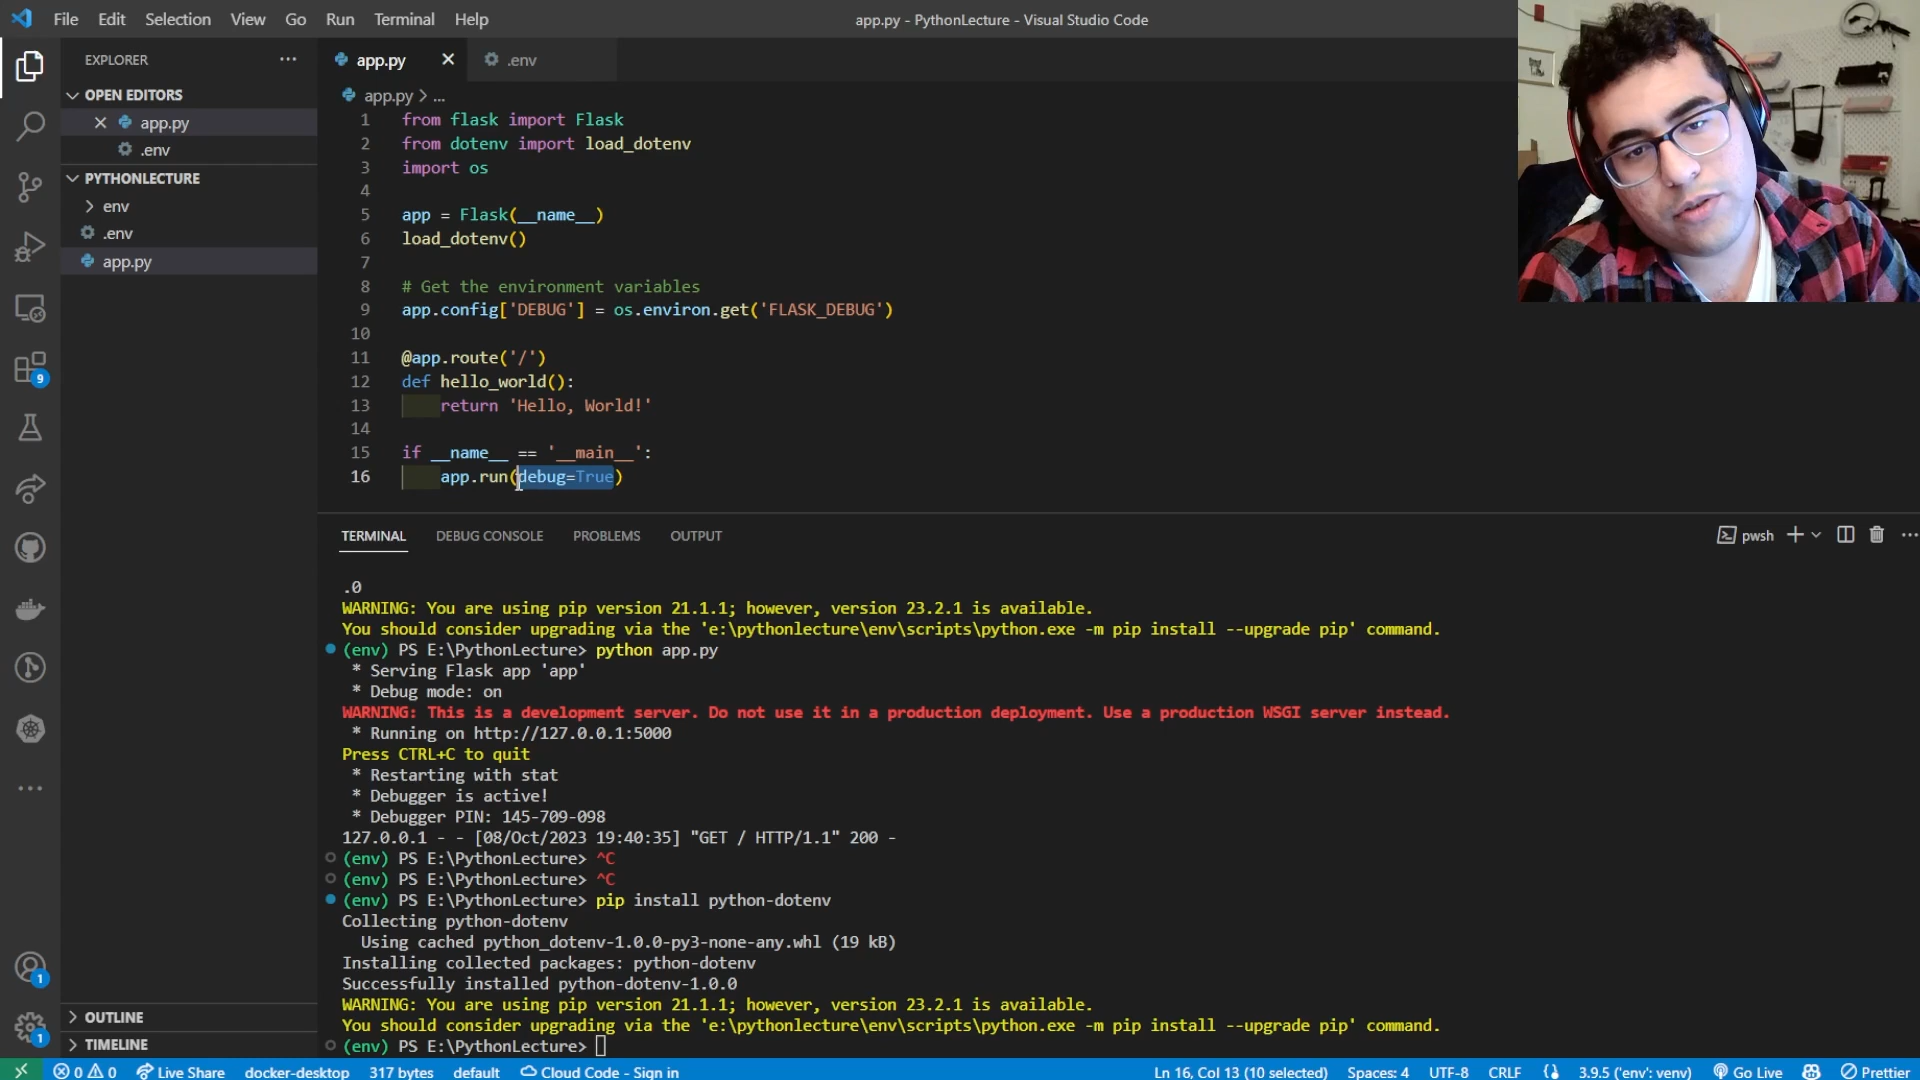 File Edit Selection View Go Run Terminal Help
app.py - PythonLecture - Visual Studio Code
EXPLORER
OPEN EDITORS
app.py
.env
PYTHONLECTURE
env
.env
app.py
OUTLINE
TIMELINE
9
1
1
app.py
.env
app.py > ...
1 from flask import Flask
2 from dotenv import load_dotenv
3 import os
4
5 app = Flask(__name__)
6 load_dotenv()
7
8 # Get the environment variables
9 app.config['DEBUG'] = os.environ.get('FLASK_DEBUG')
10
11 @app.route('/')
12 def hello_world():
13 return 'Hello, World!'
14
15 if __name__ == '__main__':
16 app.run(debug=True)
TERMINAL DEBUG CONSOLE PROBLEMS OUTPUT
pwsh
.0
WARNING: You are using pip version 21.1.1; however, version 23.2.1 is available.
You should consider upgrading via the 'e:\pythonlecture\env\scripts\python.exe -m pip install --upgrade pip' command.
(env) PS E:\PythonLecture> python app.py
* Serving Flask app 'app'
* Debug mode: on
WARNING: This is a development server. Do not use it in a production deployment. Use a production WSGI server instead.
* Running on http://127.0.0.1:5000
Press CTRL+C to quit
* Restarting with stat
* Debugger is active!
* Debugger PIN: 145-709-098
127.0.0.1 - - [08/Oct/2023 19:40:35] "GET / HTTP/1.1" 200 -
(env) PS E:\PythonLecture> ^C
(env) PS E:\PythonLecture> ^C
(env) PS E:\PythonLecture> pip install python-dotenv
Collecting python-dotenv
Using cached python_dotenv-1.0.0-py3-none-any.whl (19 kB)
Installing collected packages: python-dotenv
Successfully installed python-dotenv-1.0.0
WARNING: You are using pip version 21.1.1; however, version 23.2.1 is available.
You should consider upgrading via the 'e:\pythonlecture\env\scripts\python.exe -m pip install --upgrade pip' command.
(env) PS E:\PythonLecture>
0 0 Live Share docker-desktop 317 bytes default Cloud Code - Sign in Ln 16, Col 13 (10 selected) Spaces: 4 UTF-8 CRLF 3.9.5 ('env': venv) Go Live Prettier